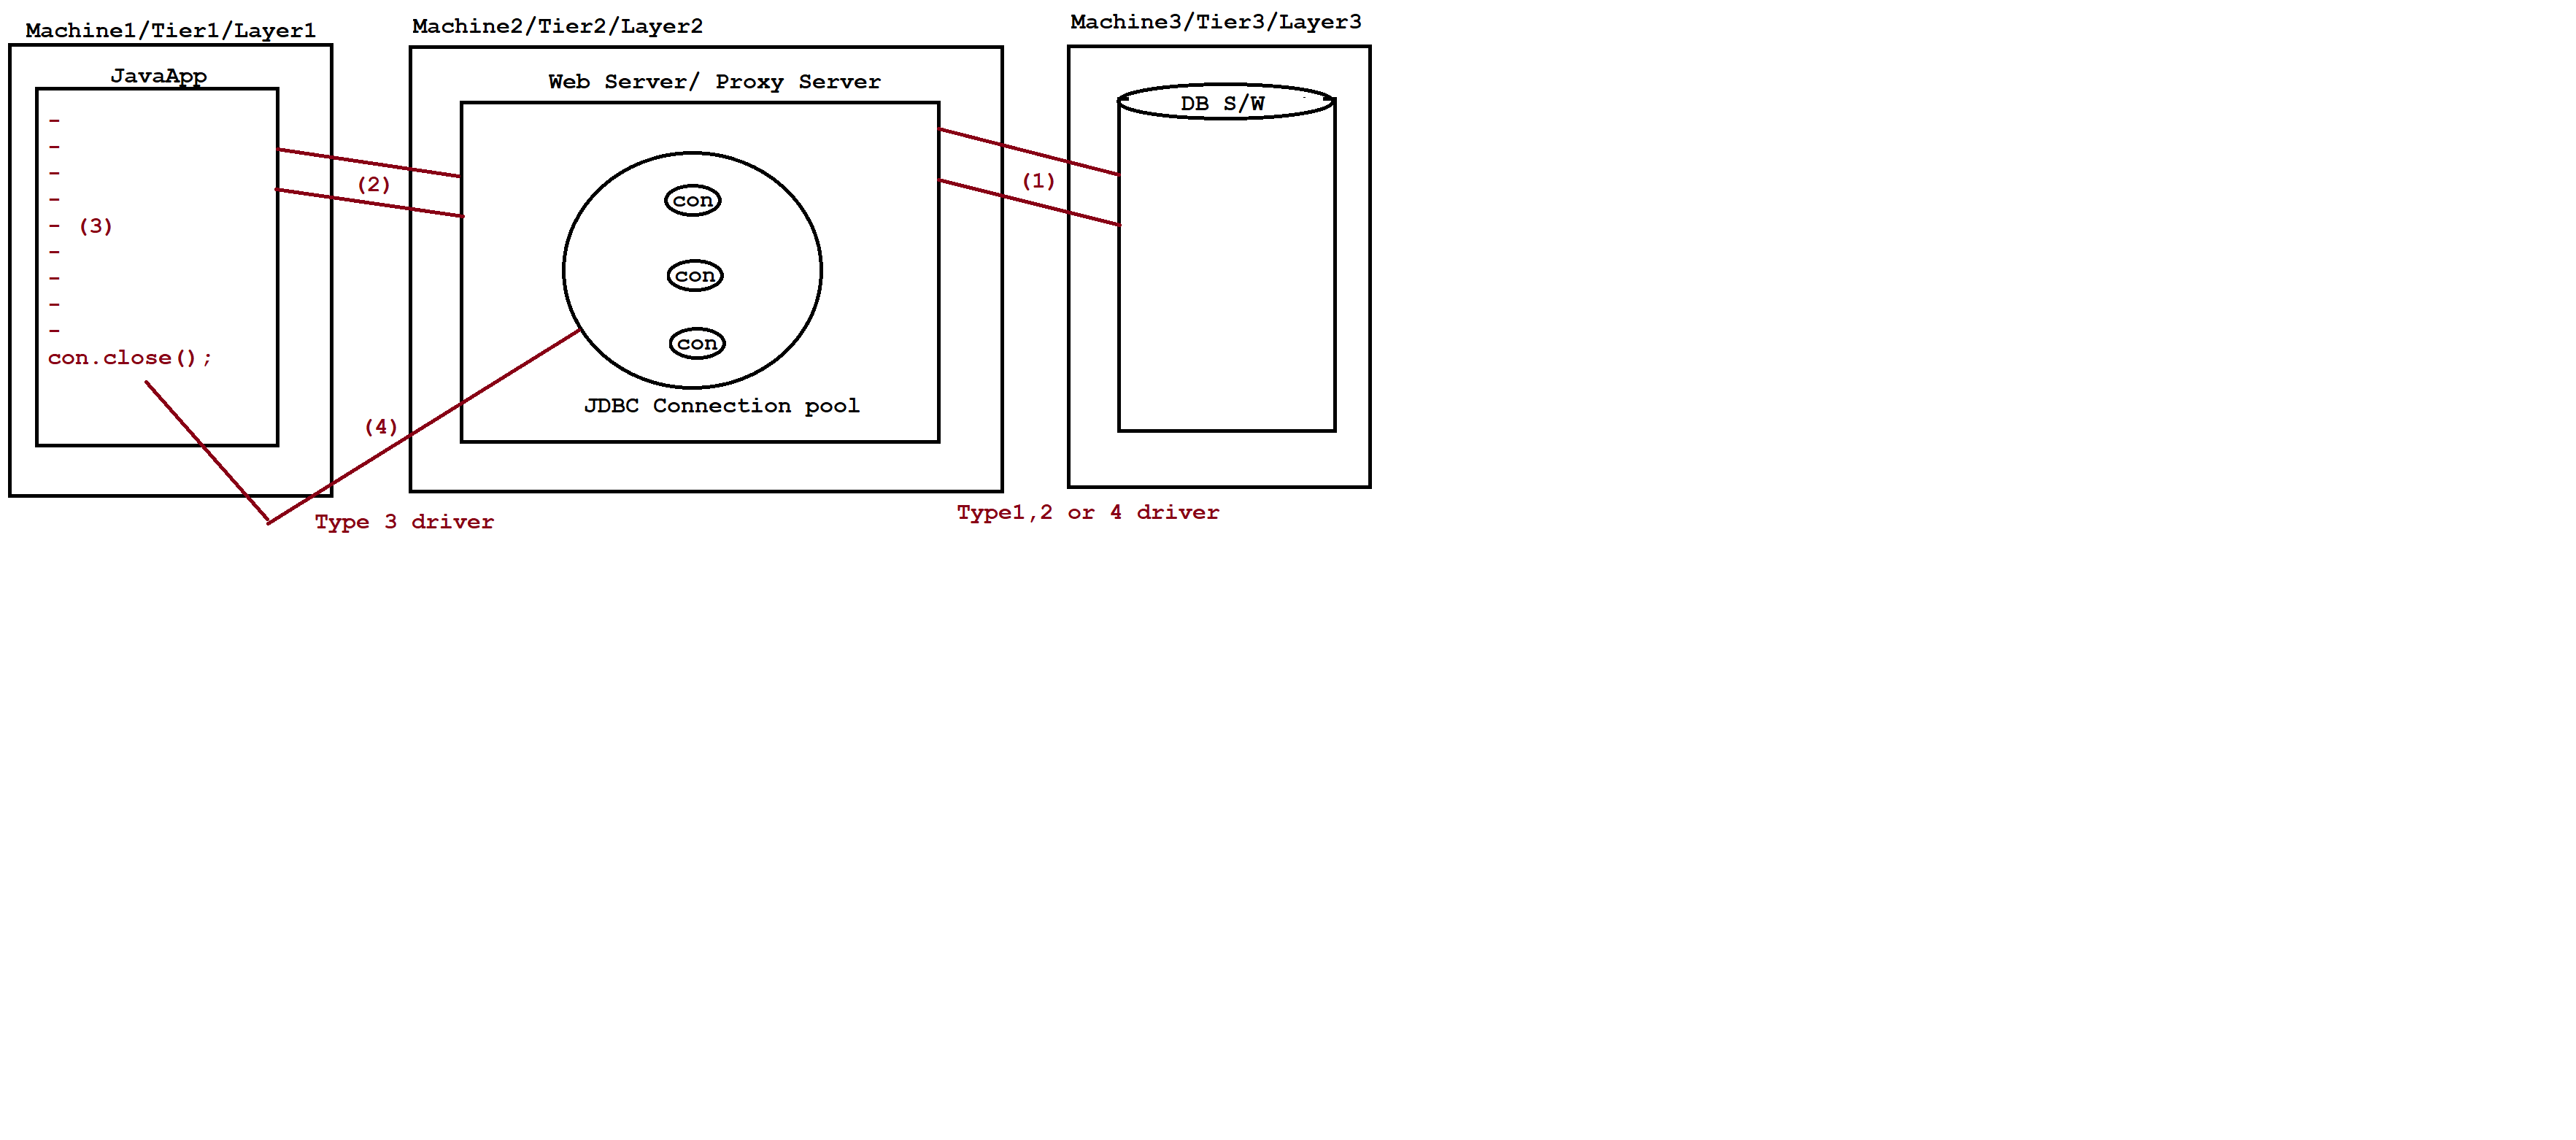 Machine1/Tier1/Layer1
Machine2/Tier2/Layer2
Machine3/Tier3/Layer3
JavaApp
Web Server/ Proxy Server
DB S/W
-
-
-
-
- (3)
-
-
-
-
con.close();
(2)
(1)
con
con
con
JDBC Connection pool
(4)
Type 3 driver
Type1,2 or 4 driver